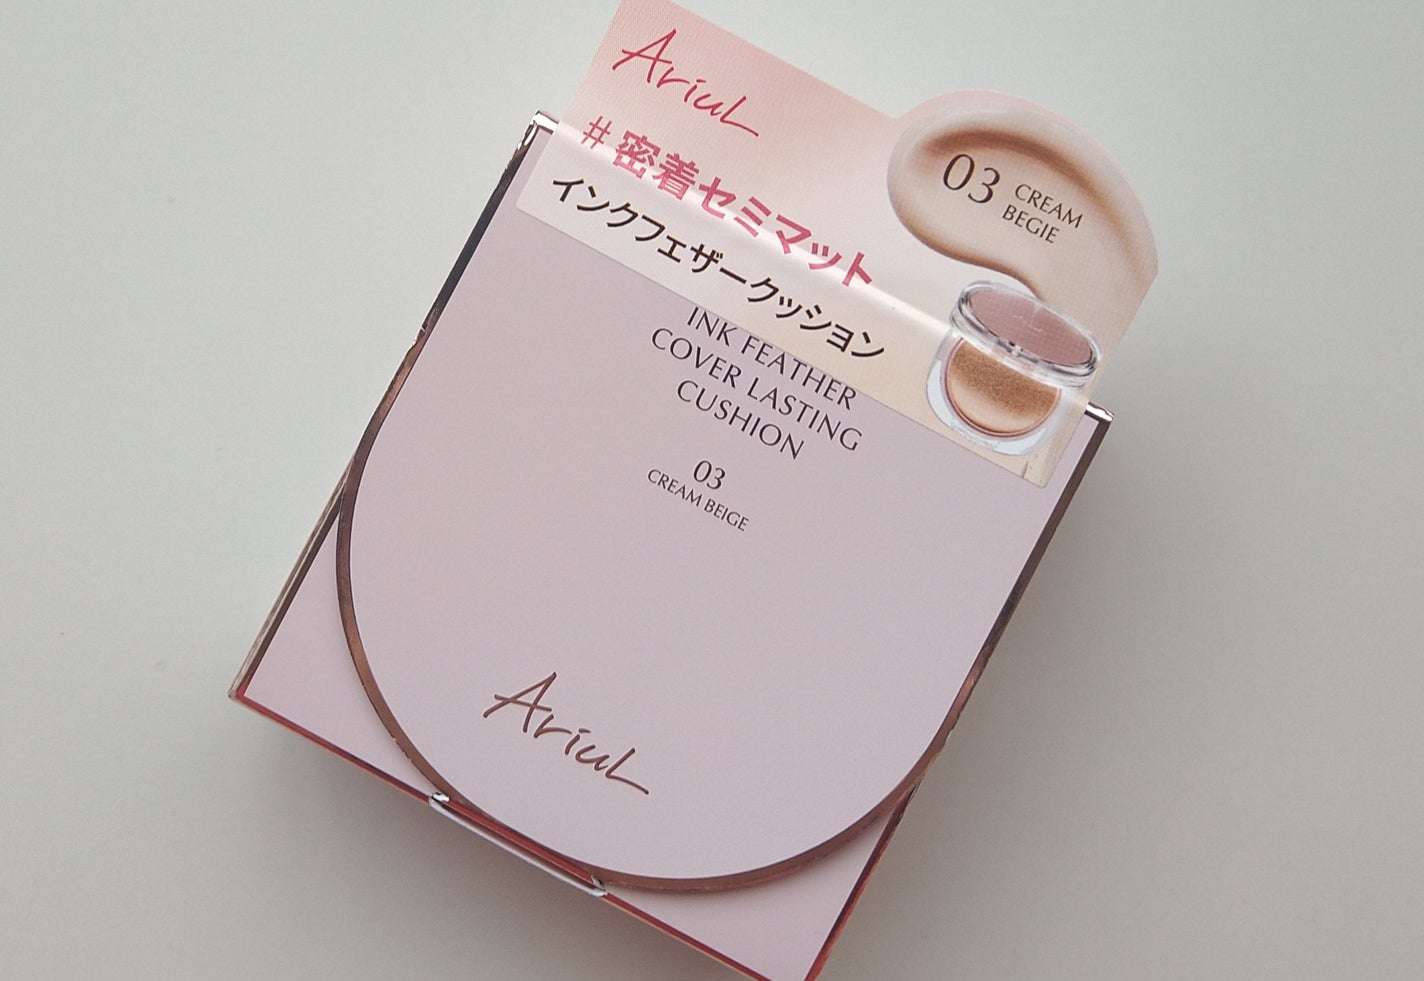 Ariul
#密着セミマット
インクフェザークッション
03 CREAM
BEGIE
INK FEATHER
COVER LASTING
CUSHION
03
CREAM BEIGE
Ariul